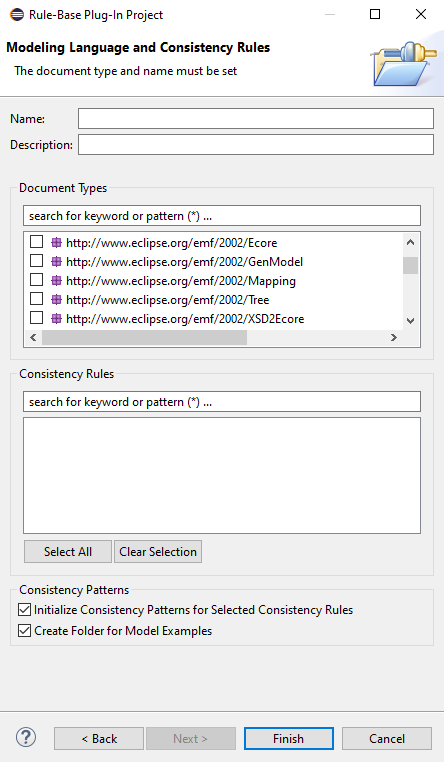 Rule-Base Plug-In Project
Modeling Language and Consistency Rules
The document type and name must be set
Name:
Description:
Document Types
search for keyword or pattern (*) ...
http://www.eclipse.org/emf/2002/Ecore
http://www.eclipse.org/emf/2002/GenModel
http://www.eclipse.org/emf/2002/Mapping
http://www.eclipse.org/emf/2002/Tree
http://www.eclipse.org/emf/2002/XSD2Ecore
Consistency Rules
search for keyword or pattern (*) ...
Select All Clear Selection
Consistency Patterns
Initialize Consistency Patterns for Selected Consistency Rules
Create Folder for Model Examples
? < Back Next > Finish Cancel